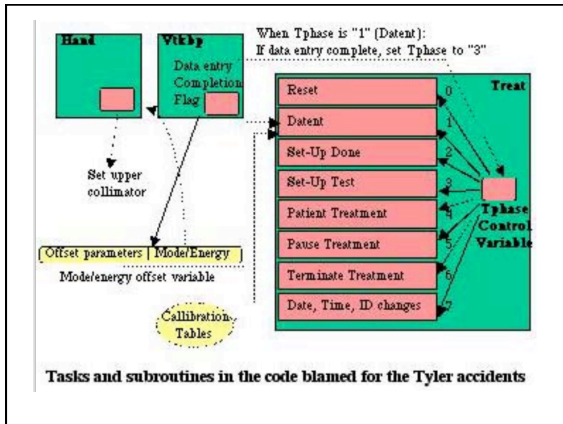 Hand
Vtkbp
When Tphase is "1" (Datent):
If data entry complete, set Tphase to "3"
Data entry
Completion
Flag
Treat
Reset 0
Datent 1
Set-Up Done 2
Set-Up Test 3
Patient Treatment 4
Pause Treatment 5
Terminate Treatment 6
Date, Time, ID changes 7
Tphase
Control
Variable
Set upper
collimator
Offset parameters Mode/Energy
Mode/energy offset variable
Callibration
Tables
Tasks and subroutines in the code blamed for the Tyler accidents